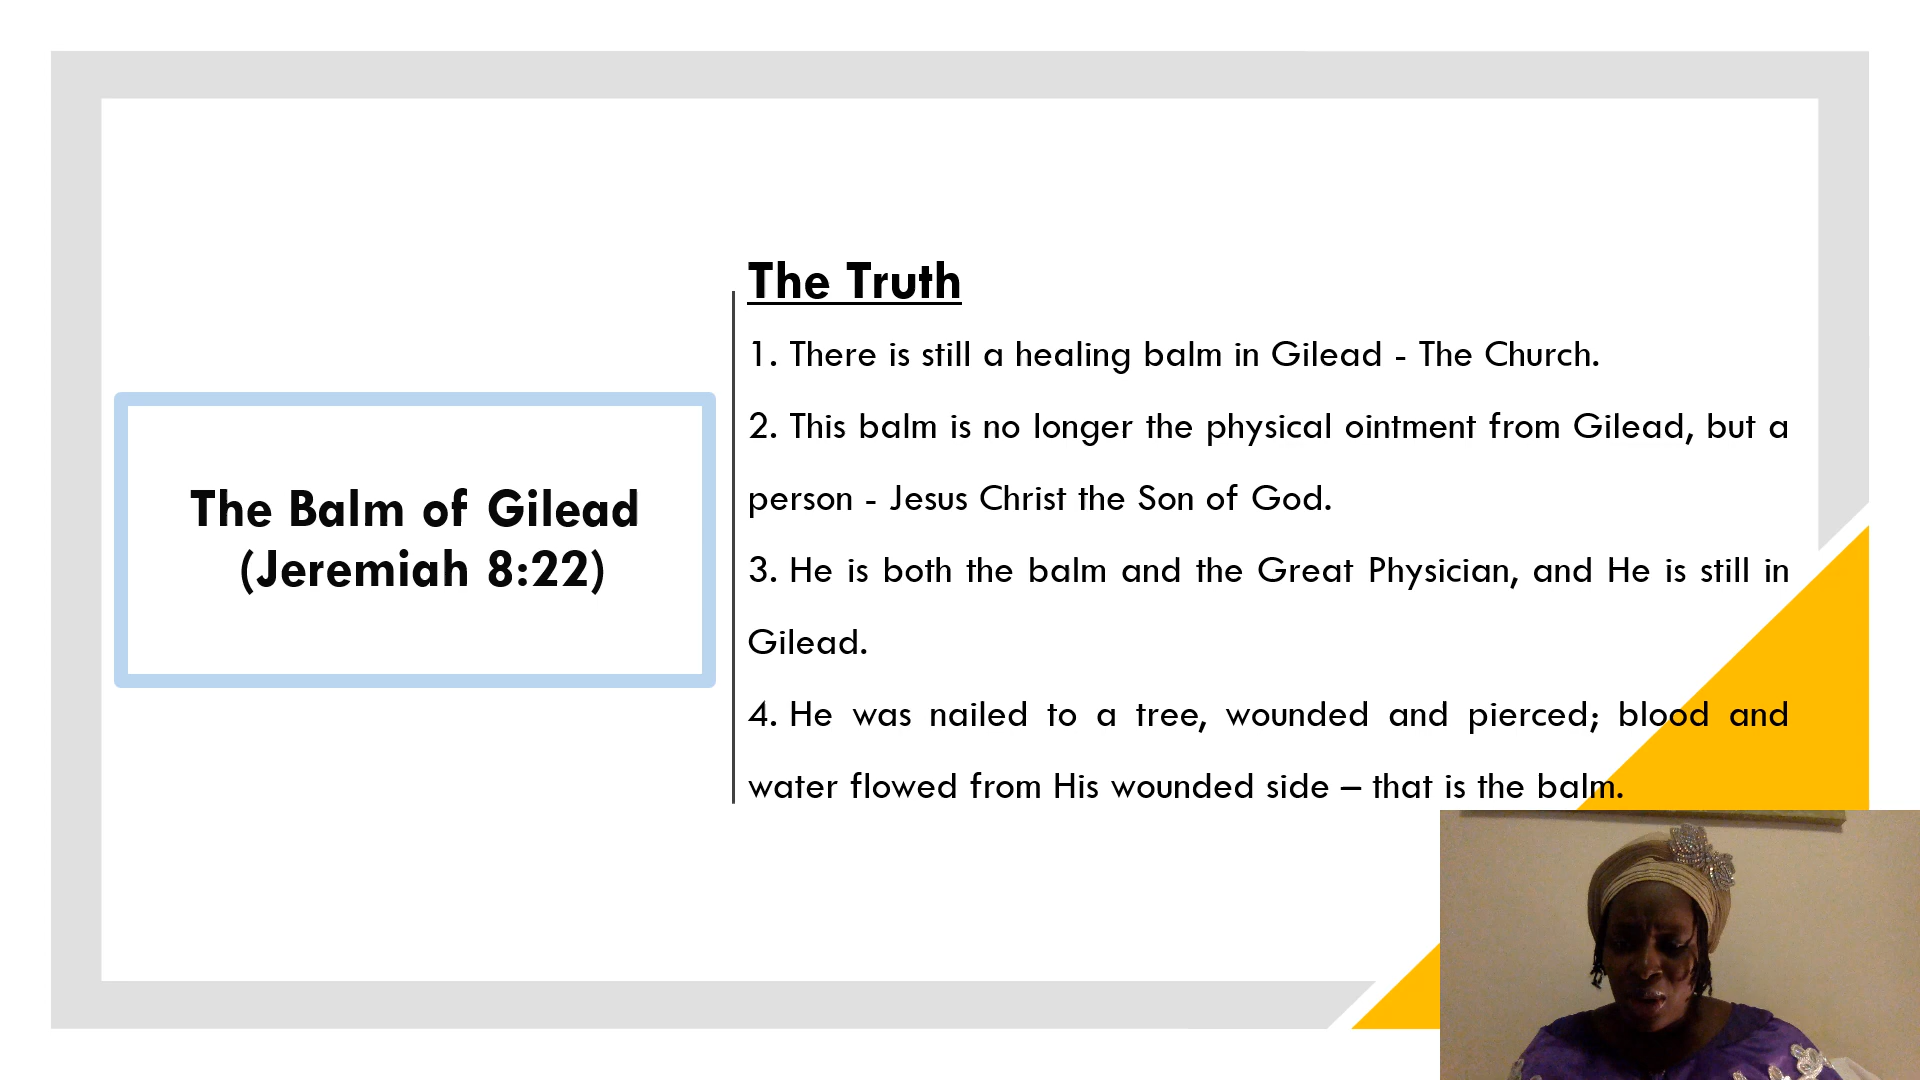 The Balm of Gilead
(Jeremiah 8:22)
The Truth
1. There is still a healing balm in Gilead - The Church.
2. This balm is no longer the physical ointment from Gilead, but a
person - Jesus Christ the Son of God.
3. He is both the balm and the Great Physician, and He is still in
Gilead.
4. He was nailed to a tree, wounded and pierced; blood and
water flowed from His wounded side – that is the balm.